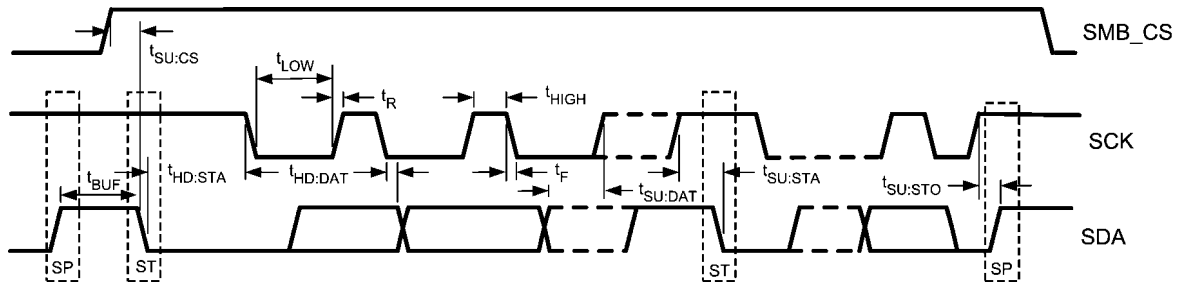 SMB_CS
tSU:CS
tLOW
tR
tHIGH
SCK
tHD:STA
tHD:DAT
tF
tSU:DAT
tSU:STA
tSU:STO
tBUF
SDA
SP
ST
ST
SP